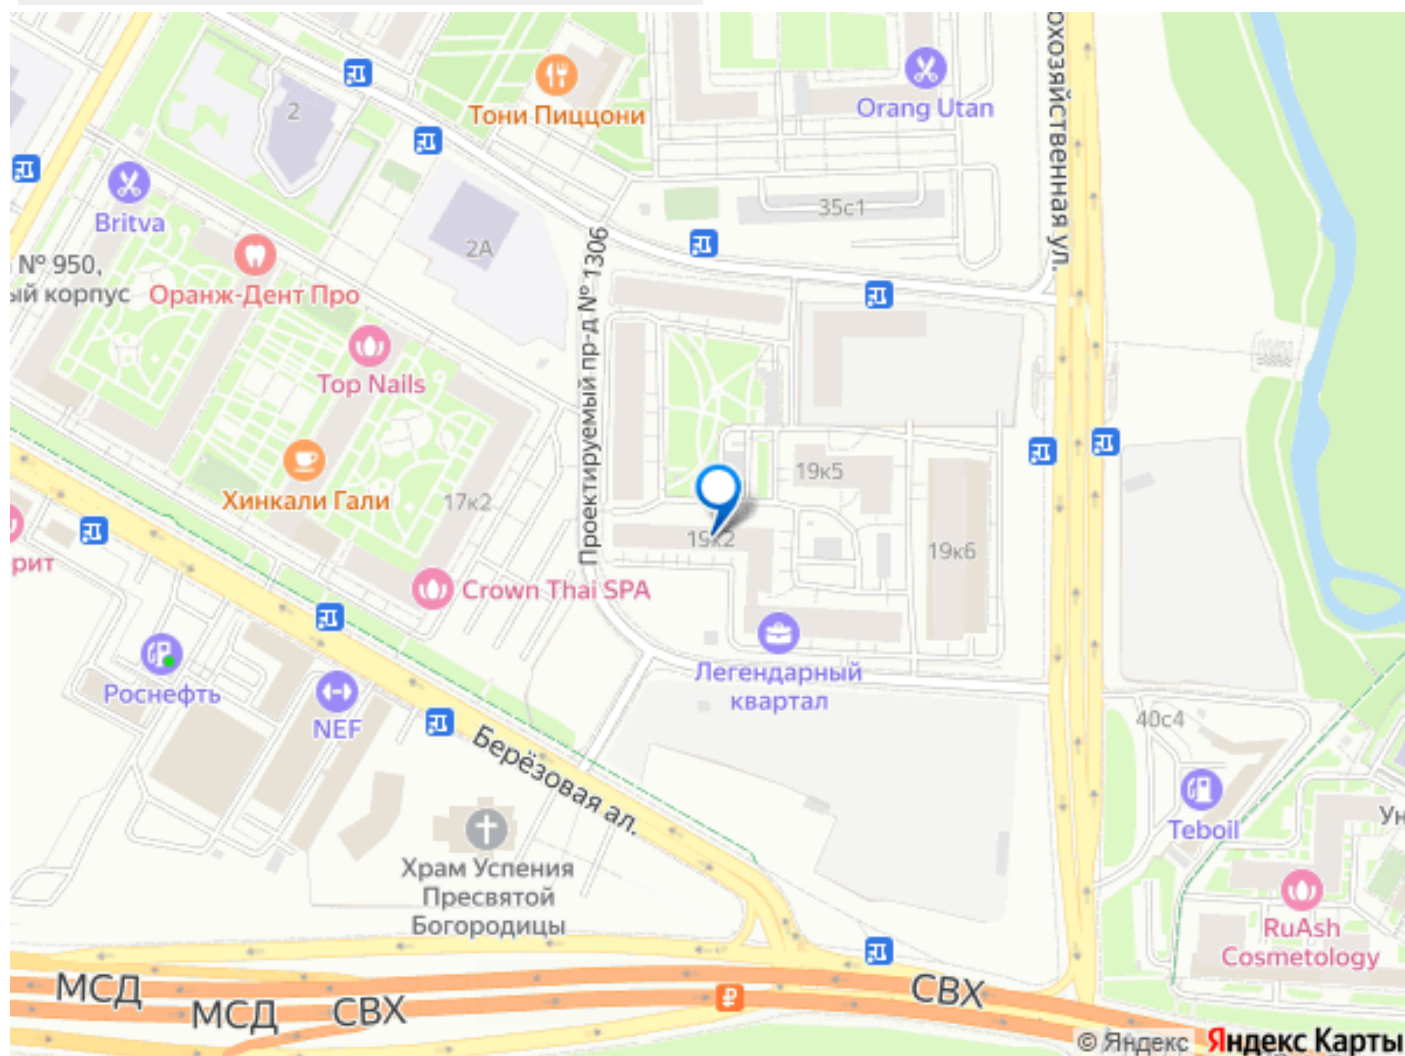 Тони Пиццони
Orang Utan
охозяйственная ул.
2
Britva
35с1
2А
№ 950,
ый корпус
Оранж-Дент Про
Проектируемый пр-д № 1306
Top Nails
Хинкали Гали
17к2
19к5
19к2
19к6
рит
Crown Thai SPA
Роснефть
NEF
Легендарный
квартал
40с4
Берёзовая ал.
Teboil
Ун
Храм Успения
Пресвятой
Богородицы
RuAsh
Cosmetology
МСД
МСД
СВХ
СВХ
© Яндекс Яндекс Карты